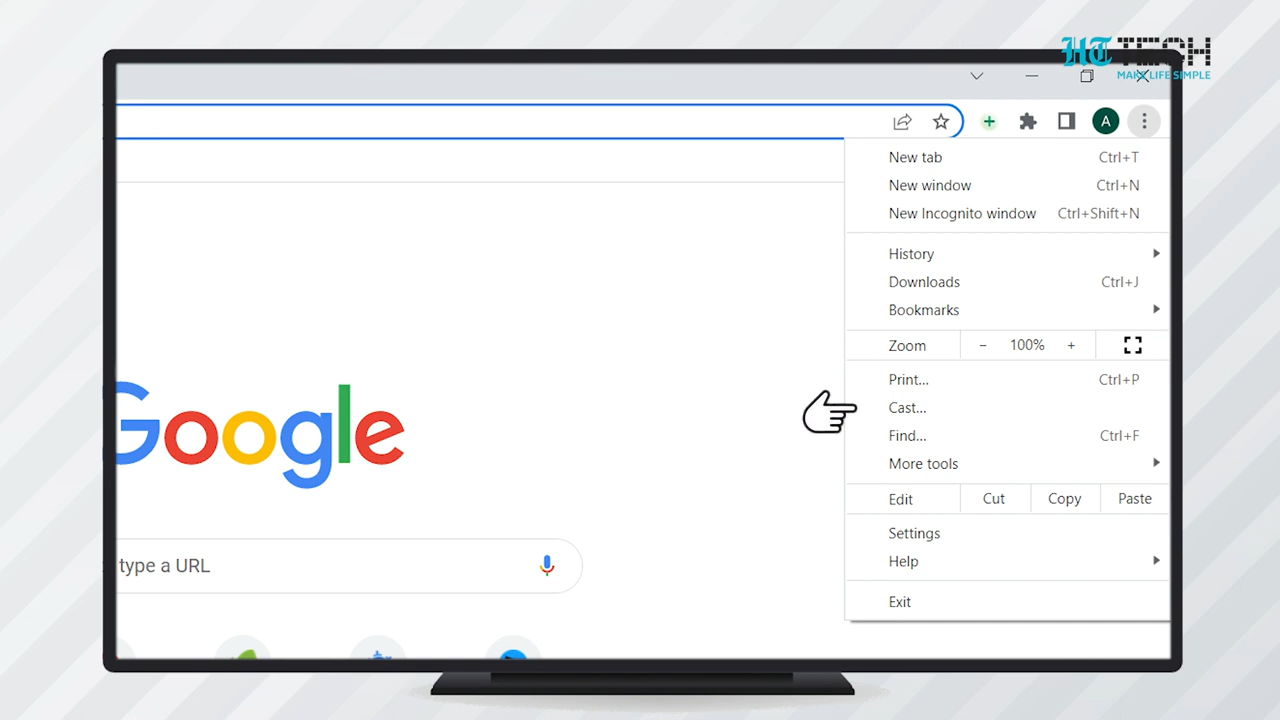 HT TECH
MAKE LIFE SIMPLE
A
New tab Ctrl+T
New window Ctrl+N
New Incognito window Ctrl+Shift+N
History
Downloads Ctrl+J
Bookmarks
Zoom − 100% +
Print... Ctrl+P
Cast...
Find... Ctrl+F
More tools
Edit Cut Copy Paste
Settings
Help
Exit
Google
type a URL